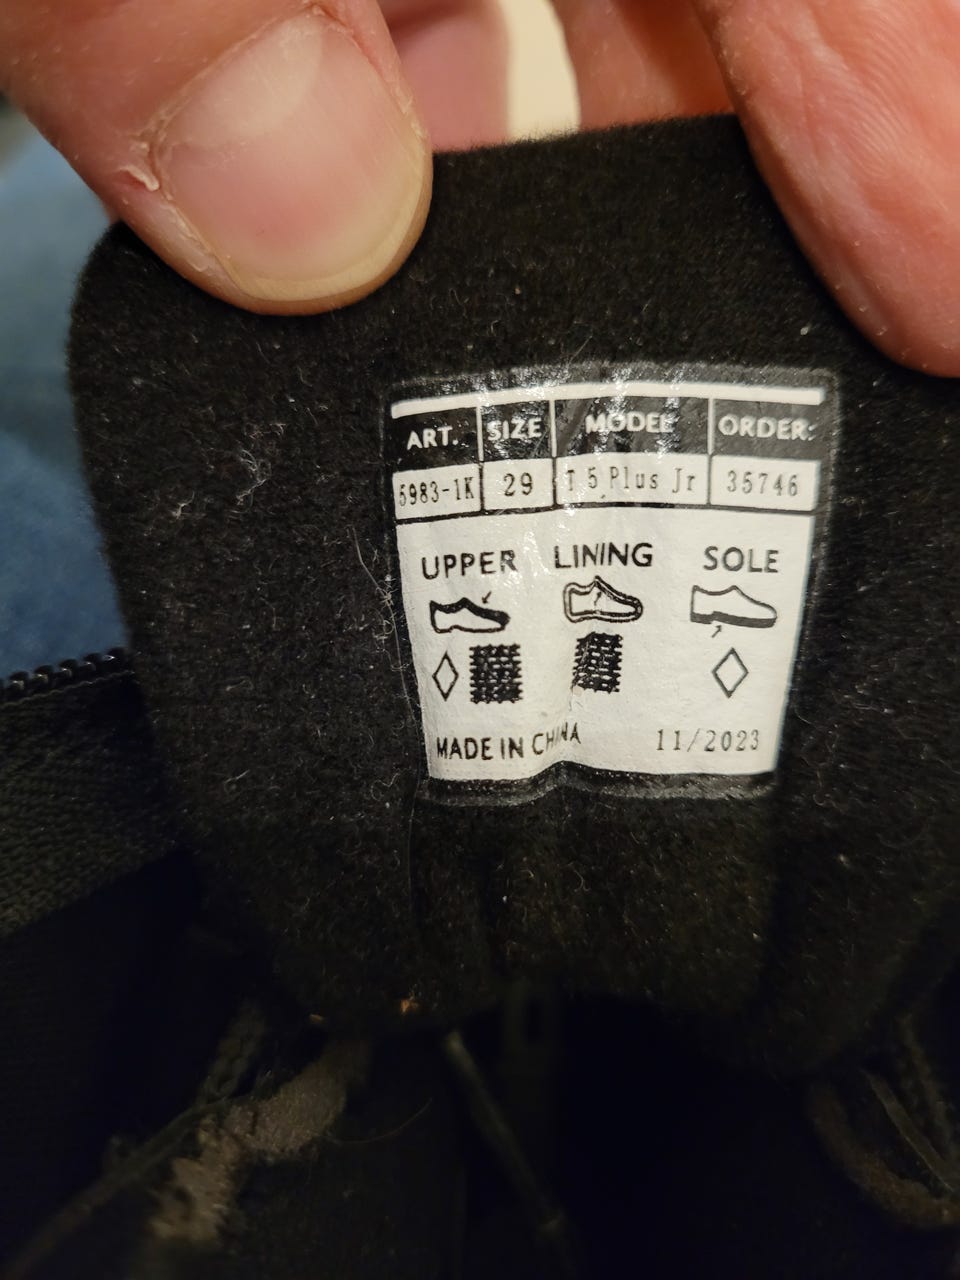 ART. SIZE MODEL ORDER:
5983-1K 29 T 5 Plus Jr 35746
UPPER LINING SOLE
MADE IN CHINA 11/2023